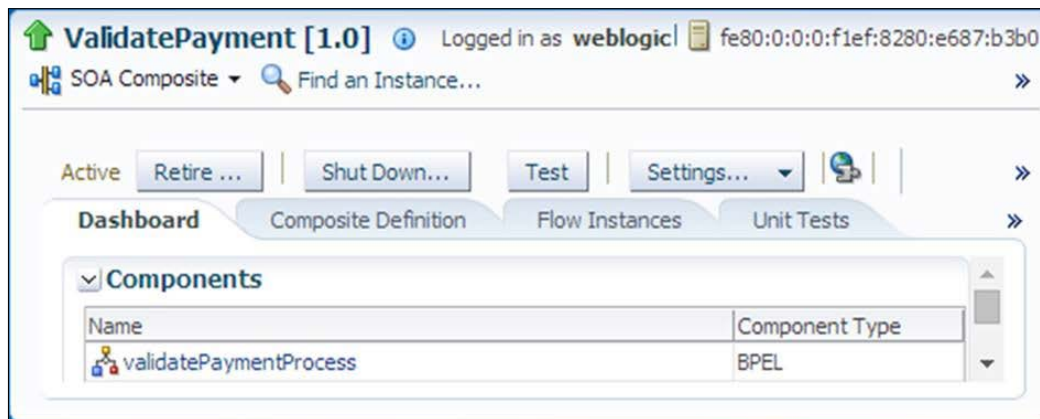 ValidatePayment [1.0] Logged in as weblogic fe80:0:0:0:f1ef:8280:e687:b3b0
SOA Composite Find an Instance...
Active Retire ... Shut Down... Test Settings...
Dashboard Composite Definition Flow Instances Unit Tests
Components
Name Component Type
validatePaymentProcess BPEL